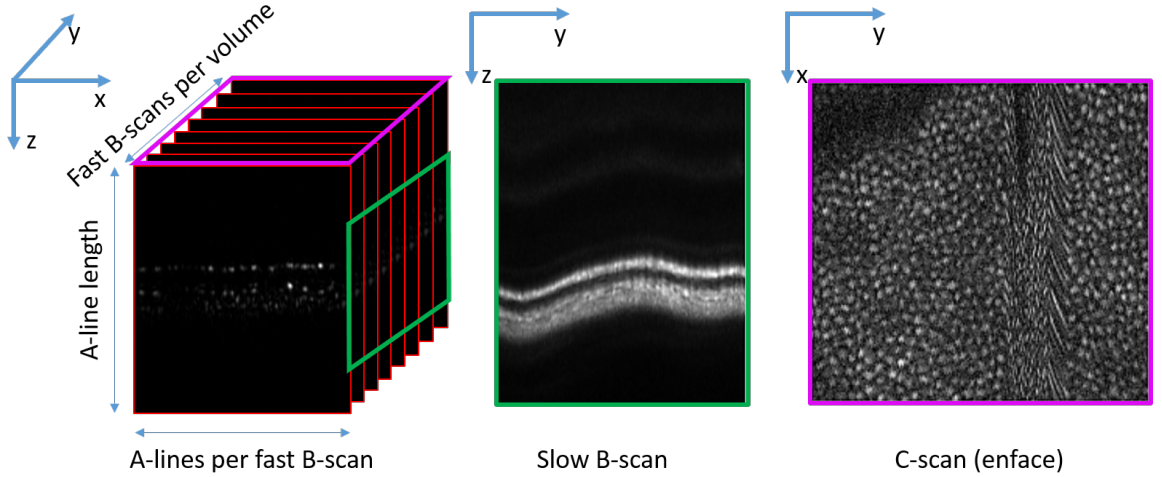 y
x
z
Fast B-scans per volume
A-line length
A-lines per fast B-scan
y
z
Slow B-scan
y
x
C-scan (enface)